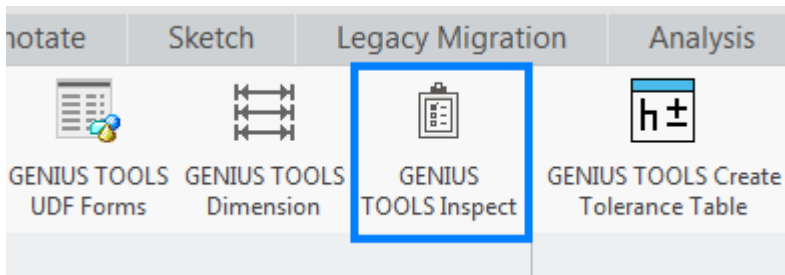 notate Sketch Legacy Migration Analysis
GENIUS TOOLS GENIUS TOOLS GENIUS GENIUS TOOLS Create
UDF Forms Dimension TOOLS Inspect Tolerance Table
h±